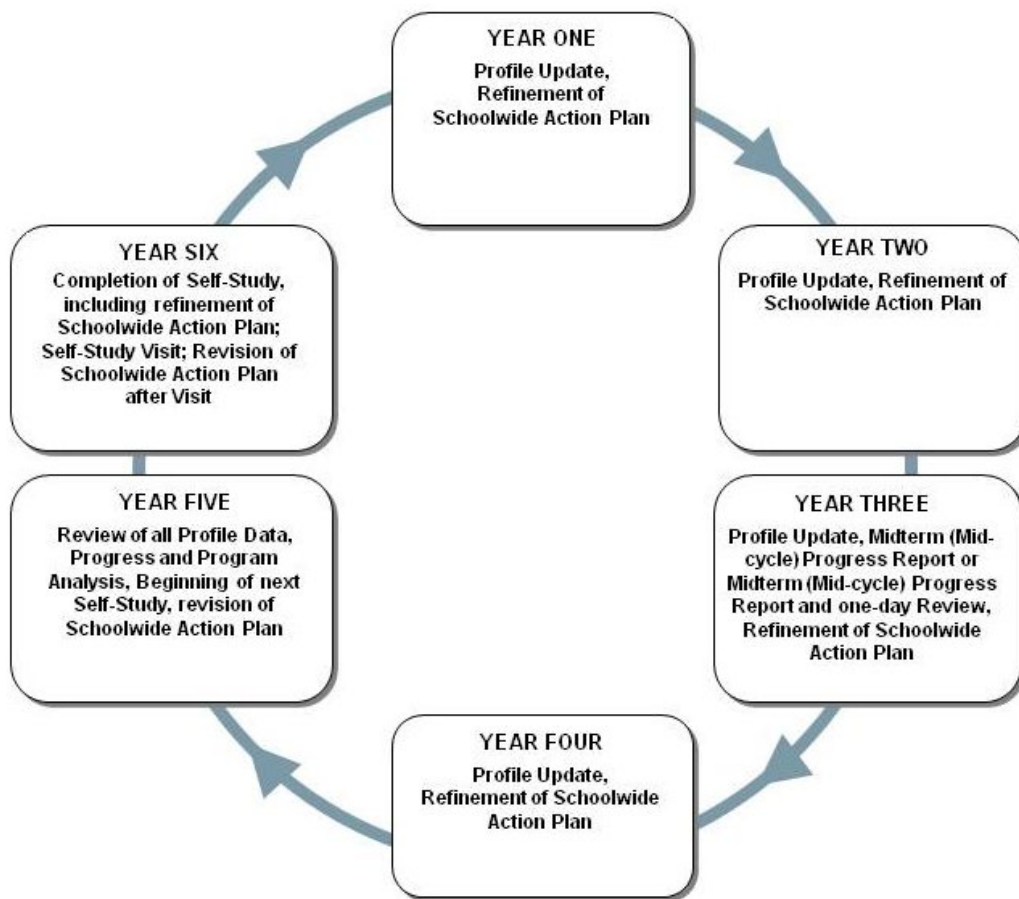 YEAR ONE
Profile Update,
Refinement of
Schoolwide Action Plan
YEAR TWO
Profile Update, Refinement of
Schoolwide Action Plan
YEAR THREE
Profile Update, Midterm (Mid-
cycle) Progress Report or
Midterm (Mid-cycle) Progress
Report and one-day Review,
Refinement of Schoolwide
Action Plan
YEAR FOUR
Profile Update,
Refinement of Schoolwide
Action Plan
YEAR FIVE
Review of all Profile Data,
Progress and Program
Analysis, Beginning of next
Self-Study, revision of
Schoolwide Action Plan
YEAR SIX
Completion of Self-Study,
including refinement of
Schoolwide Action Plan;
Self-Study Visit; Revision of
Schoolwide Action Plan
after Visit